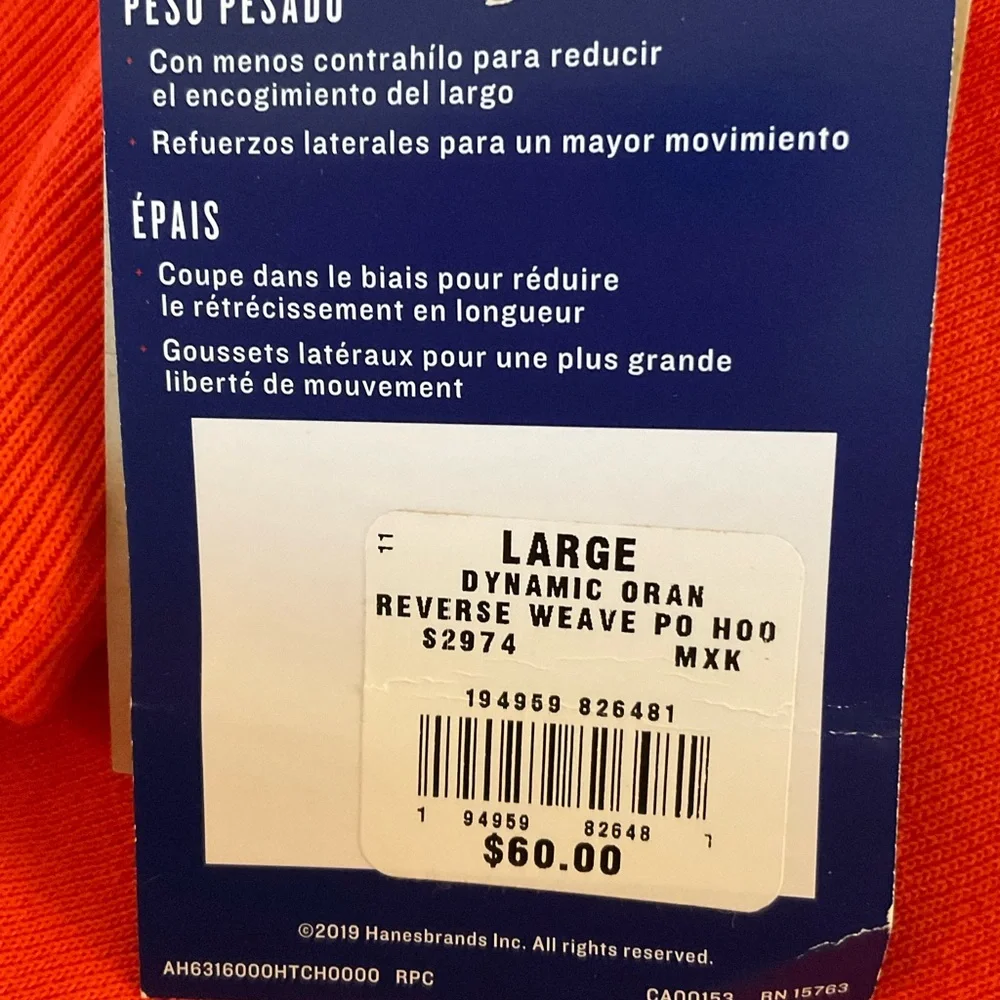 PESO PESADO
Con menos contrahílo para reducir
el encogimiento del largo
Refuerzos laterales para un mayor movimiento
ÉPAIS
Coupe dans le biais pour réduire
le rétrécissement en longueur
Goussets latéraux pour une plus grande
liberté de mouvement
11
LARGE
DYNAMIC ORAN
REVERSE WEAVE PO HOO
S2974 MXK
194959 826481
1 94959 82648 1
$60.00
©2019 Hanesbrands Inc. All rights reserved.
AH6316000HTCH0000 RPC
CA00153 RN 15763